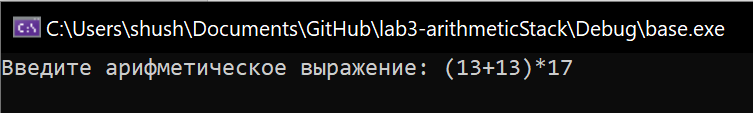 C:\Users\shush\Documents\GitHub\lab3-arithmeticStack\Debug\base.exe
Введите арифметическое выражение: (13+13)*17